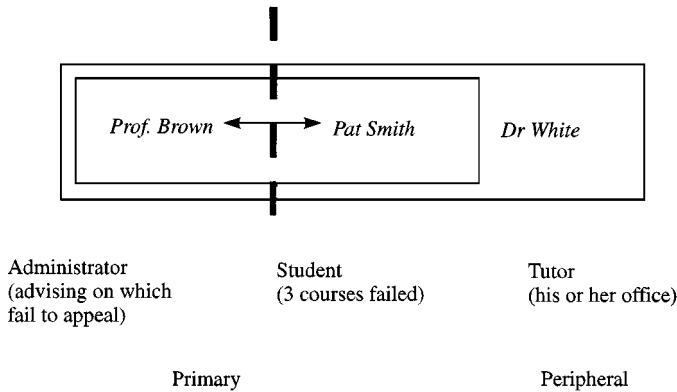 Prof. Brown Pat Smith Dr White
Administrator
(advising on which
fail to appeal)
Student
(3 courses failed)
Tutor
(his or her office)
Primary Peripheral